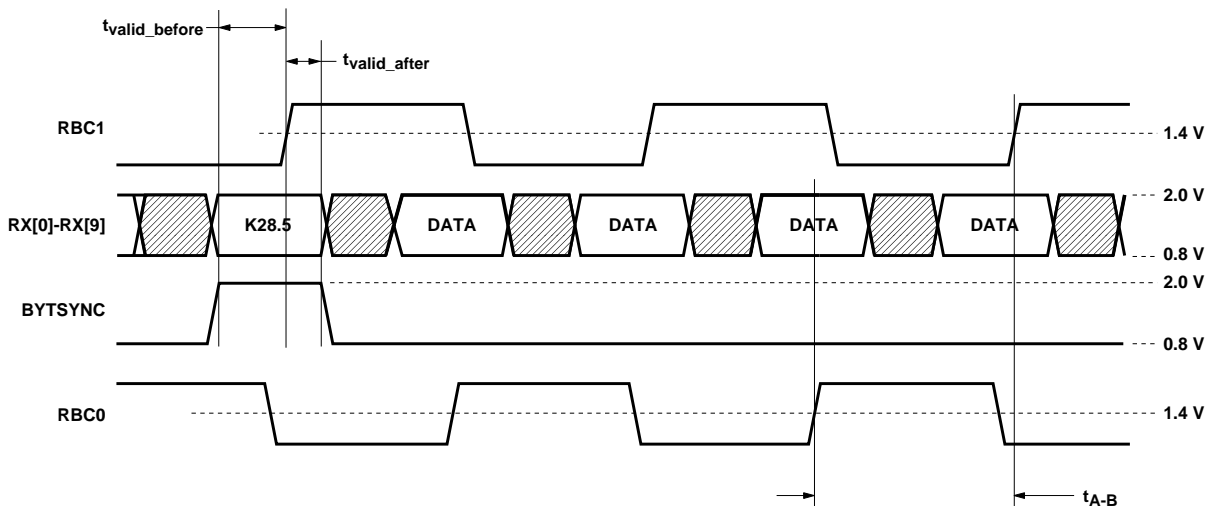 tvalid_before
tvalid_after
RBC1
1.4 V
2.0 V
RX[0]-RX[9]
K28.5 DATA DATA DATA DATA
0.8 V
2.0 V
BYTSYNC
0.8 V
RBC0
1.4 V
tA-B